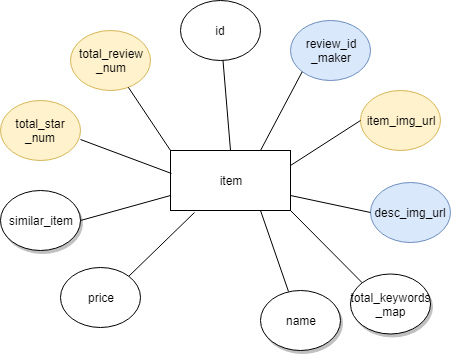 id
total_review
_num
review_id
_maker
item_img_url
total_star
_num
item
similar_item
desc_img_url
price
total_keywords
_map
name